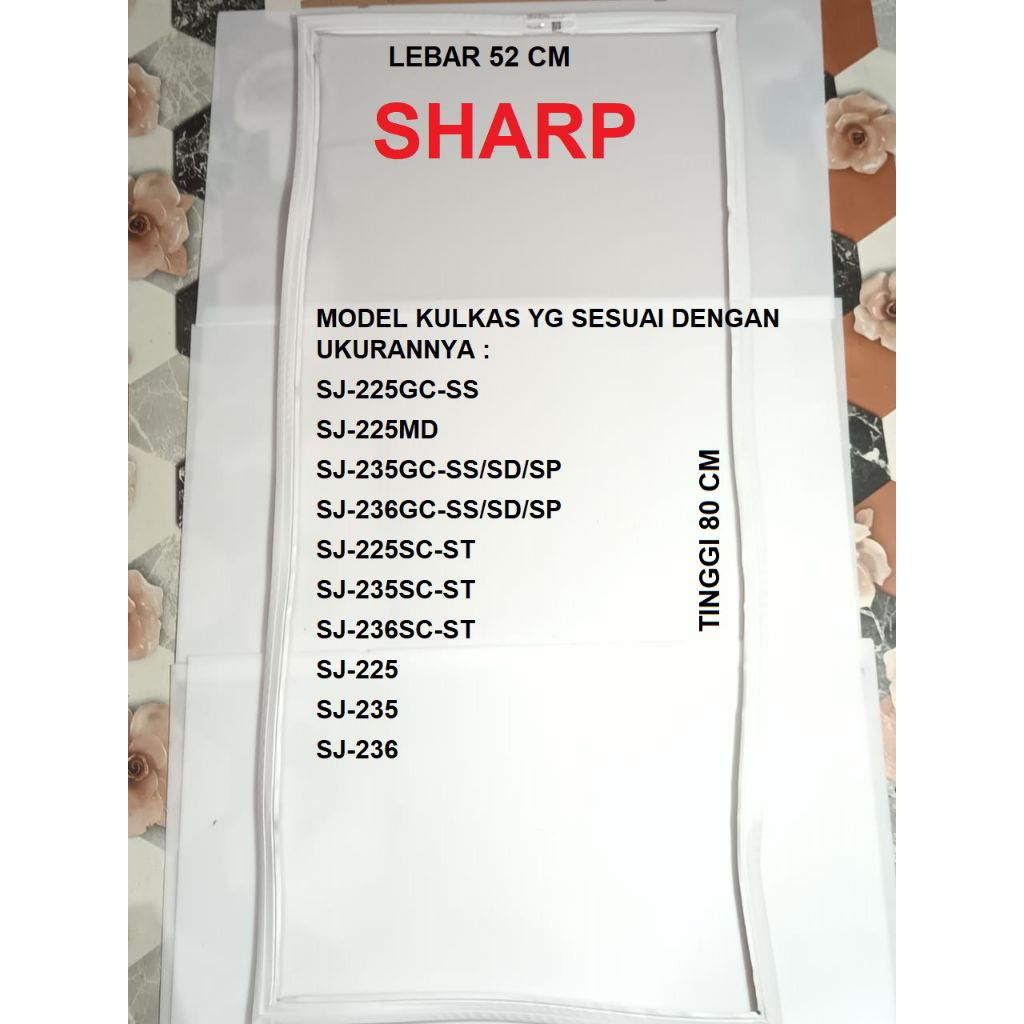 LEBAR 52 CM
SHARP
MODEL KULKAS YG SESUAI DENGAN
UKURANNYA :
SJ-225GC-SS
SJ-225MD
SJ-235GC-SS/SD/SP
SJ-236GC-SS/SD/SP
SJ-225SC-ST
SJ-235SC-ST
SJ-236SC-ST
SJ-225
SJ-235
SJ-236
TINGGI 80 CM